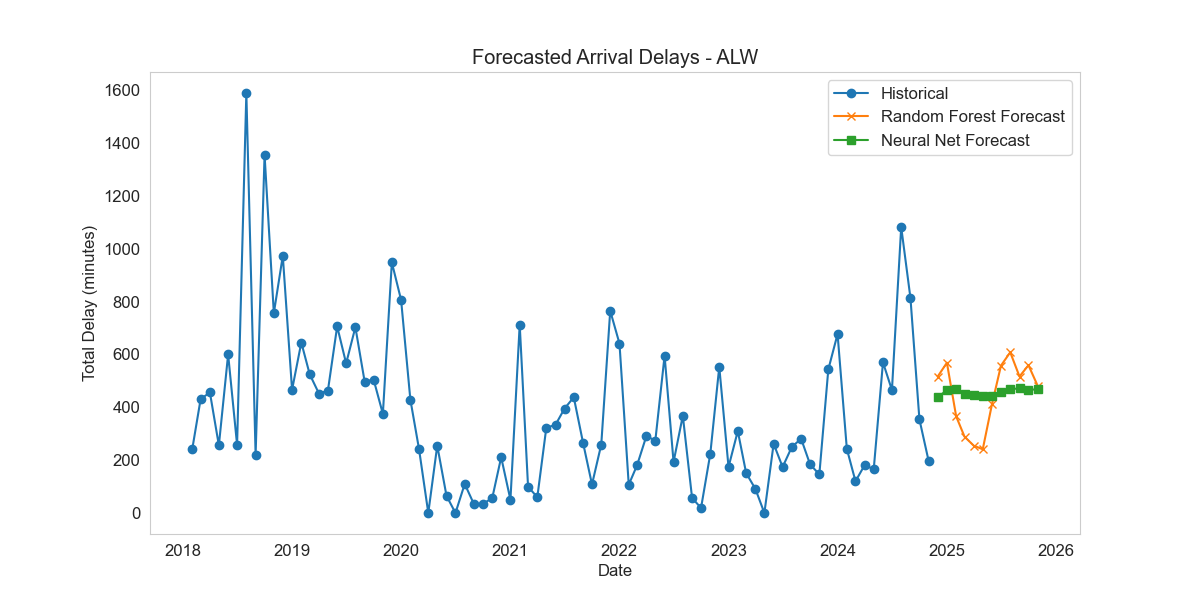 Forecasted Arrival Delays - ALW
Historical
Random Forest Forecast
Neural Net Forecast
Total Delay (minutes)
1600
1400
1200
1000
800
600
400
200
0
2018 2019 2020 2021 2022 2023 2024 2025 2026
Date